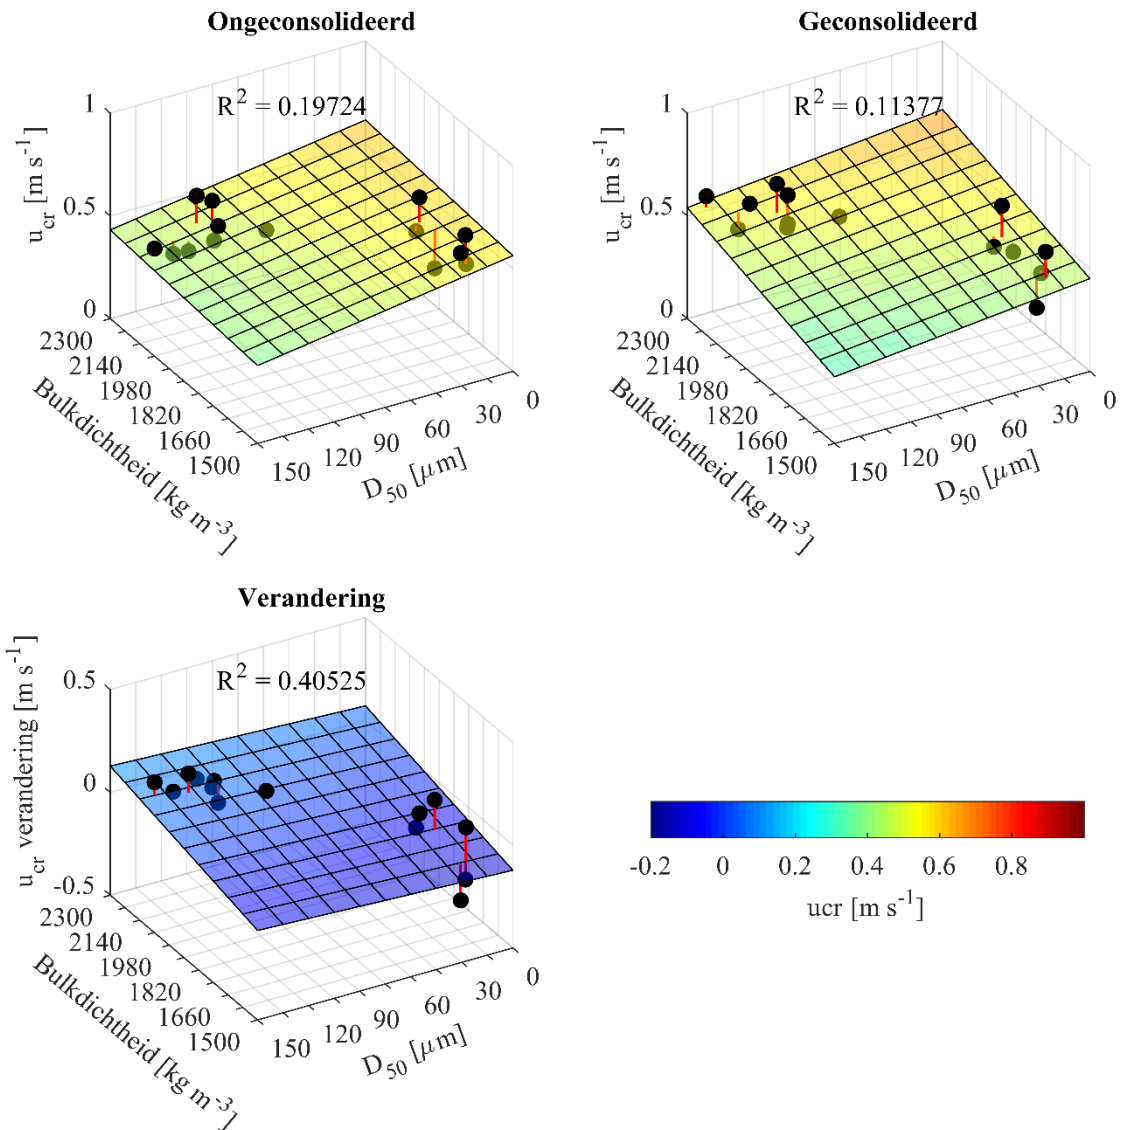 Ongeconsolideerd
R² = 0.19724
u_cr [m s⁻¹]
1
0.5
0
2300
2140
1980
1820
1660
1500
Bulkdichtheid [kg m⁻³]
150
120
90
60
30
0
D₅₀ [μm]
Geconsolideerd
R² = 0.11377
u_cr [m s⁻¹]
1
0.5
0
2300
2140
1980
1820
1660
1500
Bulkdichtheid [kg m⁻³]
150
120
90
60
30
0
D₅₀ [μm]
Verandering
R² = 0.40525
u_cr verandering [m s⁻¹]
0.5
0
-0.5
2300
2140
1980
1820
1660
1500
Bulkdichtheid [kg m⁻³]
150
120
90
60
30
0
D₅₀ [μm]
-0.2 0 0.2 0.4 0.6 0.8
ucr [m s⁻¹]